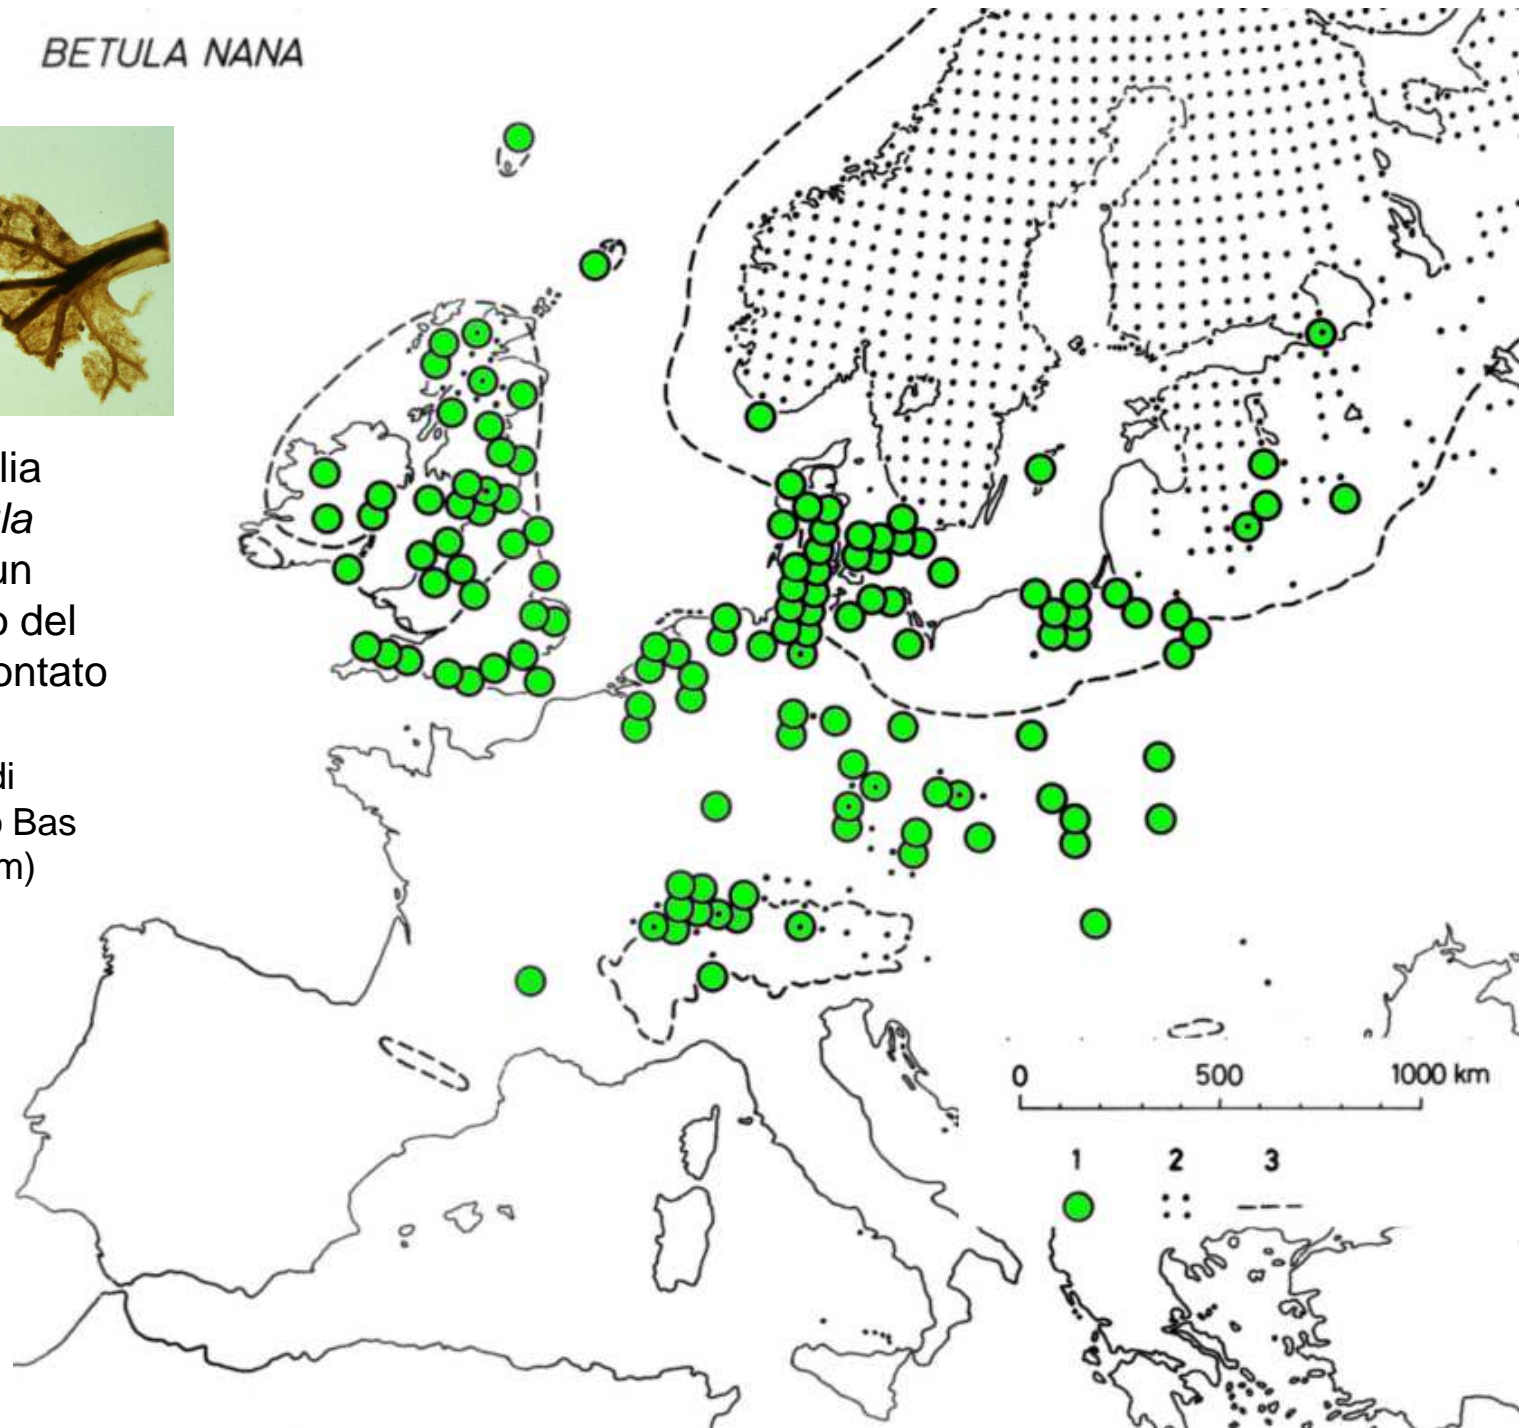 BETULA NANA
lia
la
un
o del
ontato
di
o Bas
m)
0 500 1000 km
1 2 3